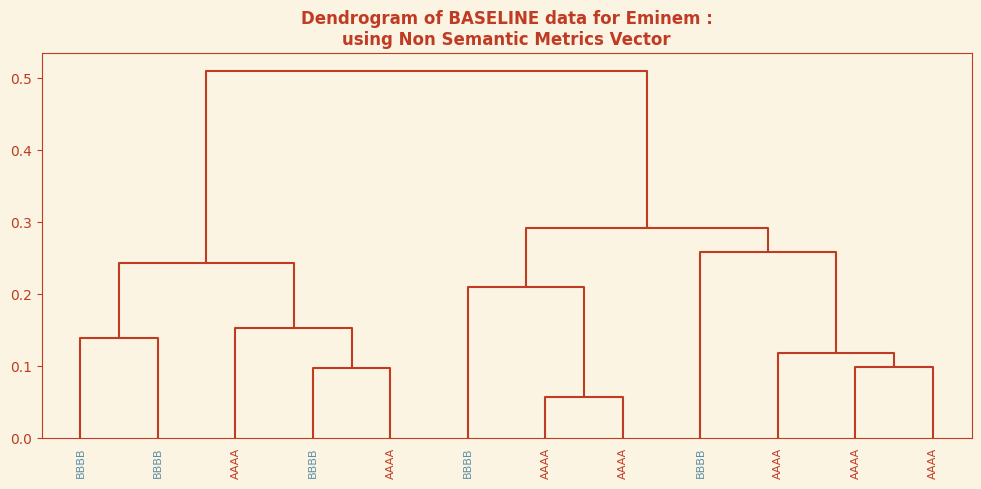 Dendrogram of BASELINE data for Eminem :
using Non Semantic Metrics Vector
0.5
0.4
0.3
0.2
0.1
0.0
BBBB BBBB AAAA BBBB AAAA BBBB AAAA AAAA BBBB AAAA AAAA AAAA